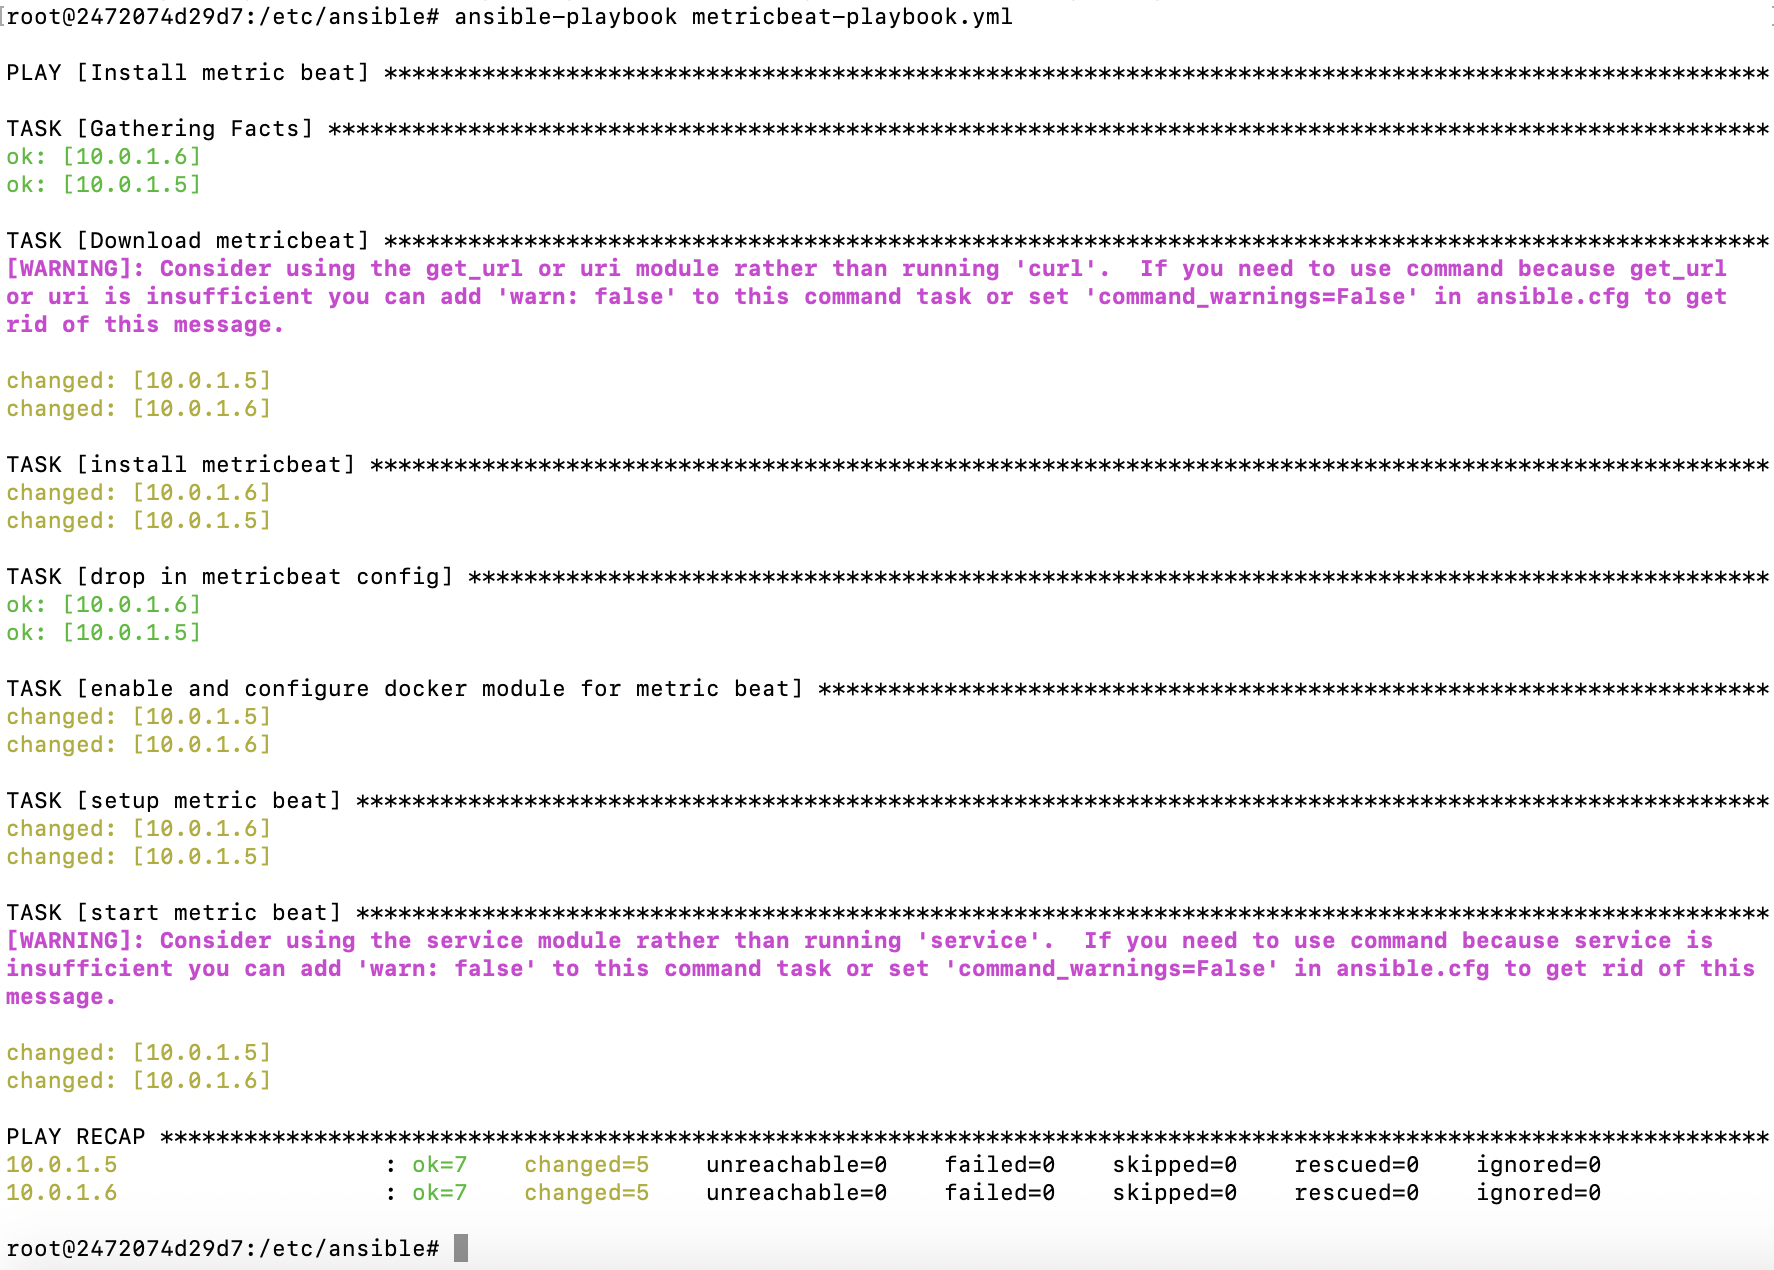 [root@2472074d29d7:/etc/ansible# ansible-playbook metricbeat-playbook.yml

PLAY [Install metric beat] ***************************************************************************************************

TASK [Gathering Facts] *******************************************************************************************************
ok: [10.0.1.6]
ok: [10.0.1.5]

TASK [Download metricbeat] ***************************************************************************************************
[WARNING]: Consider using the get_url or uri module rather than running 'curl'.  If you need to use command because get_url
or uri is insufficient you can add 'warn: false' to this command task or set 'command_warnings=False' in ansible.cfg to get
rid of this message.

changed: [10.0.1.5]
changed: [10.0.1.6]

TASK [install metricbeat] ****************************************************************************************************
changed: [10.0.1.6]
changed: [10.0.1.5]

TASK [drop in metricbeat config] *********************************************************************************************
ok: [10.0.1.6]
ok: [10.0.1.5]

TASK [enable and configure docker module for metric beat] ********************************************************************
changed: [10.0.1.5]
changed: [10.0.1.6]

TASK [setup metric beat] *****************************************************************************************************
changed: [10.0.1.6]
changed: [10.0.1.5]

TASK [start metric beat] *****************************************************************************************************
[WARNING]: Consider using the service module rather than running 'service'.  If you need to use command because service is
insufficient you can add 'warn: false' to this command task or set 'command_warnings=False' in ansible.cfg to get rid of this
message.

changed: [10.0.1.5]
changed: [10.0.1.6]

PLAY RECAP *******************************************************************************************************************
10.0.1.5                   : ok=7    changed=5    unreachable=0    failed=0    skipped=0    rescued=0    ignored=0
10.0.1.6                   : ok=7    changed=5    unreachable=0    failed=0    skipped=0    rescued=0    ignored=0

root@2472074d29d7:/etc/ansible#